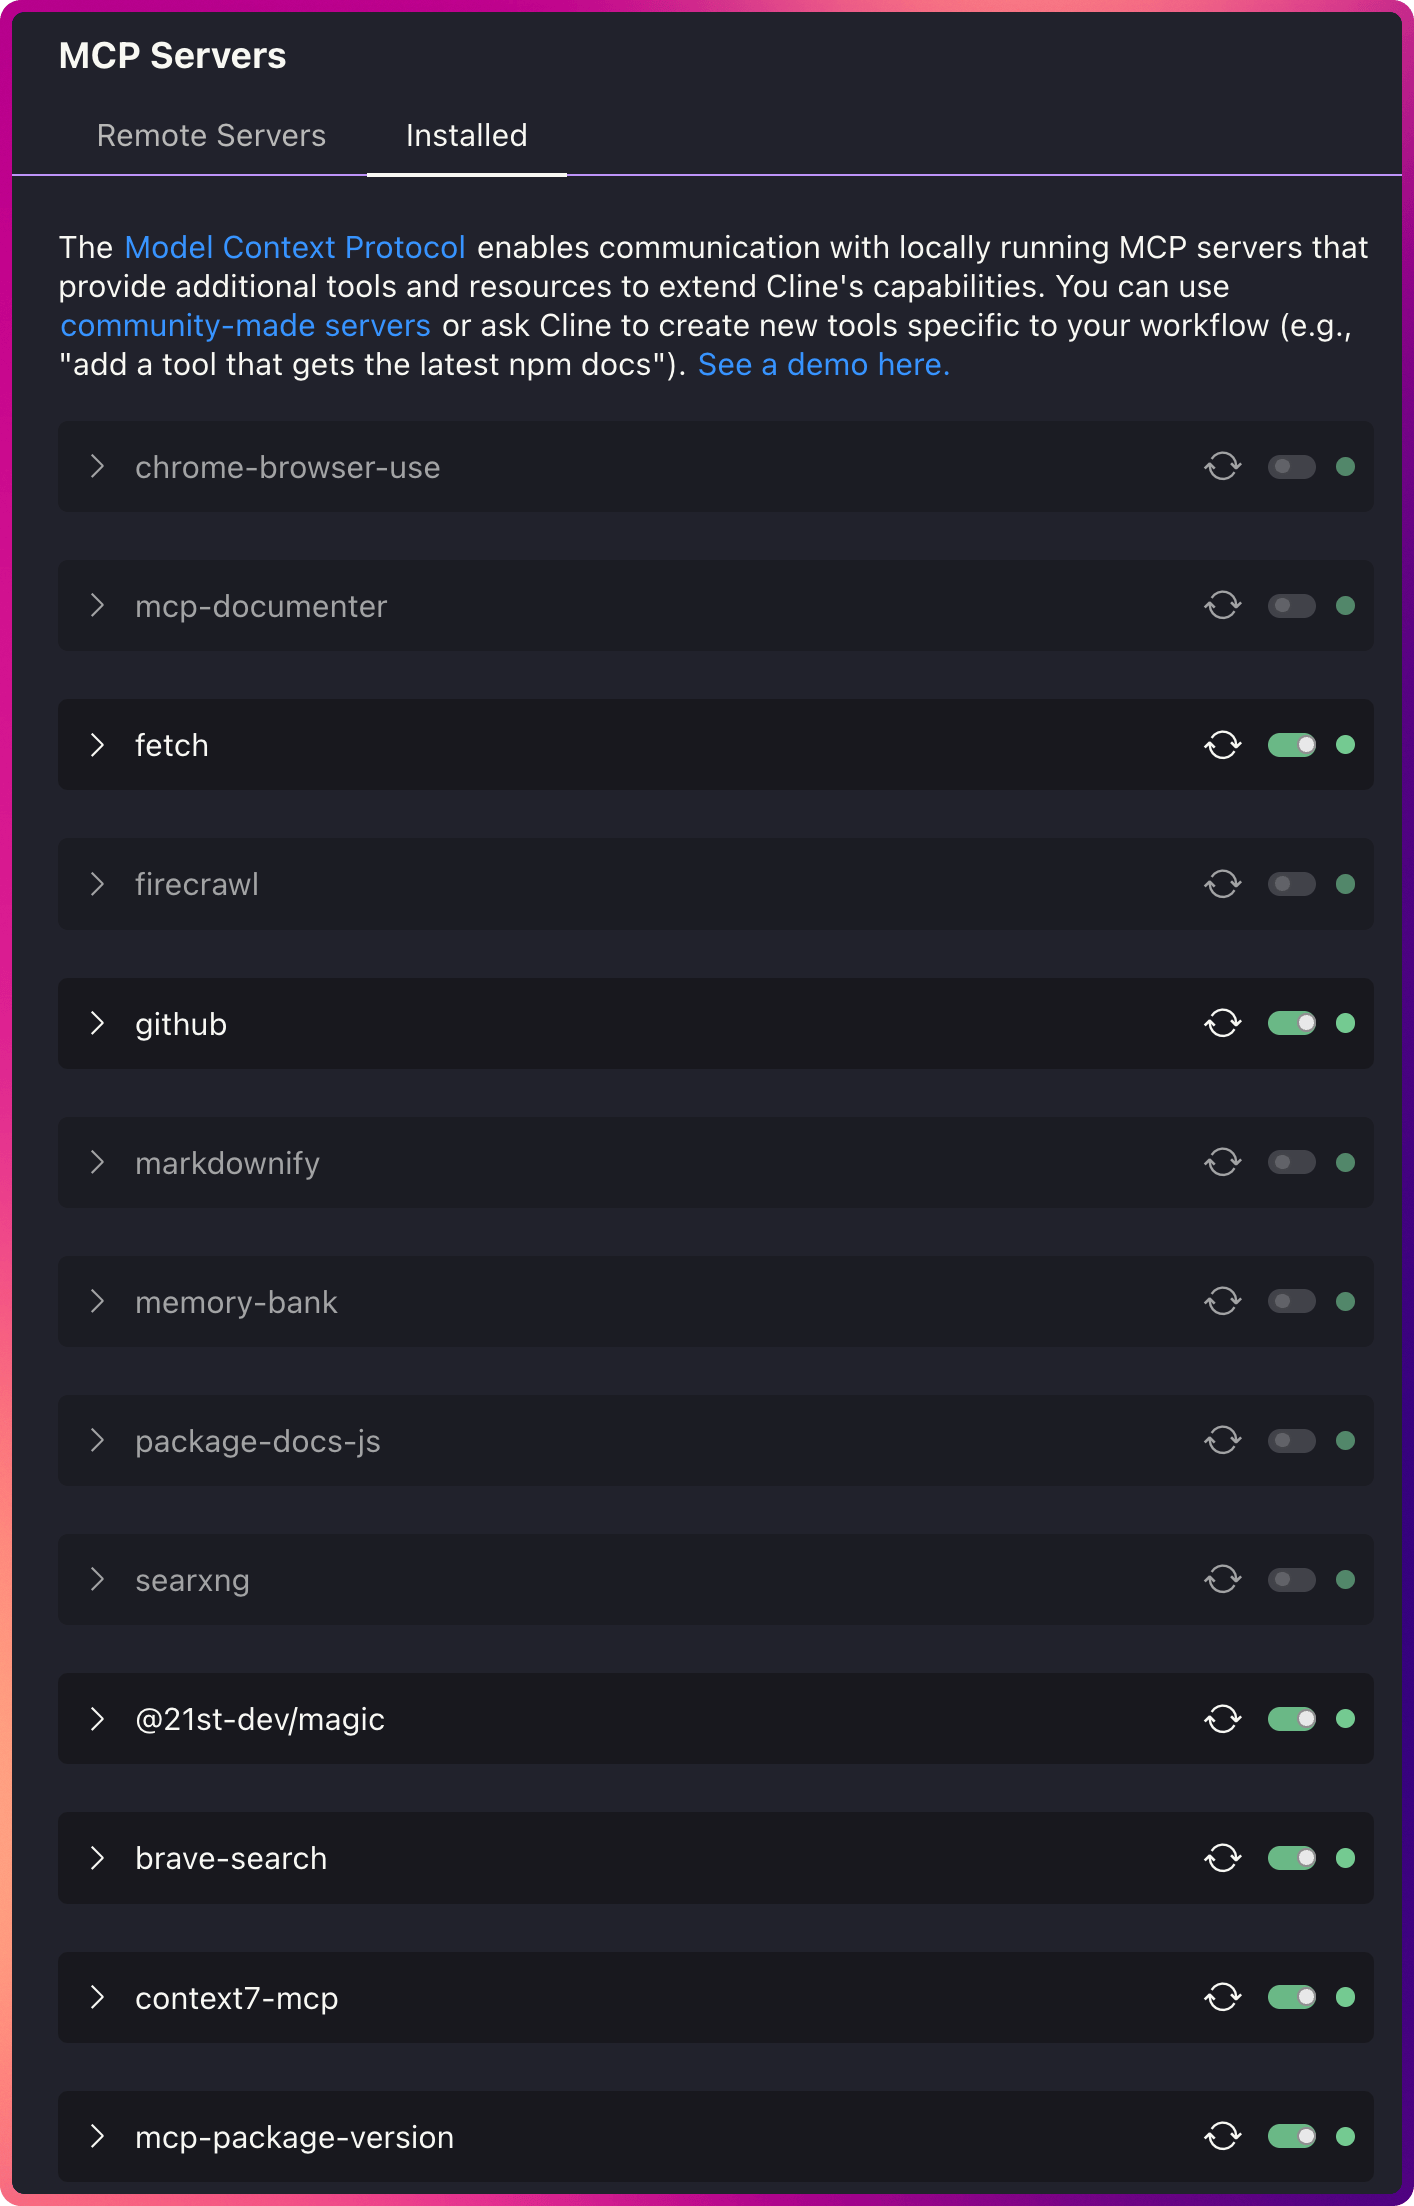 MCP Servers
Remote Servers
Installed
The Model Context Protocol enables communication with locally running MCP servers that
provide additional tools and resources to extend Cline's capabilities. You can use
community-made servers or ask Cline to create new tools specific to your workflow (e.g.,
"add a tool that gets the latest npm docs"). See a demo here.
chrome-browser-use
mcp-documenter
fetch
firecrawl
github
markdownify
memory-bank
package-docs-js
searxng
@21st-dev/magic
brave-search
context7-mcp
mcp-package-version